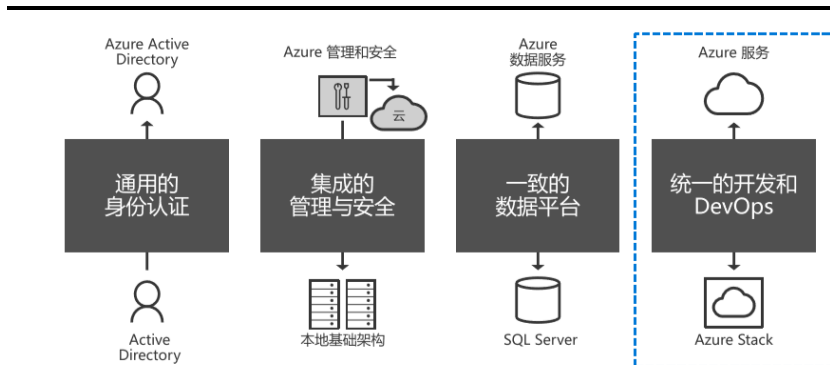 Azure Active
Directory
通用的
身份认证
Active
Directory
Azure 管理和安全
云
集成的
管理与安全
本地基础架构
Azure
数据服务
一致的
数据平台
SQL Server
Azure 服务
统一的开发和
DevOps
Azure Stack